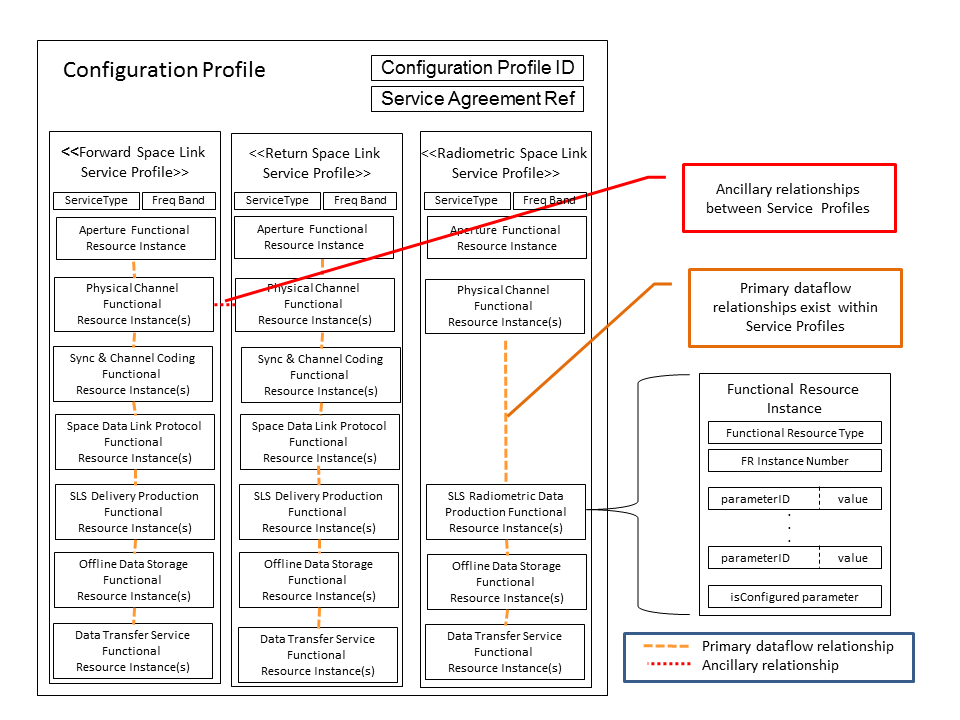 Configuration Profile
Configuration Profile ID
Service Agreement Ref
<<Forward Space Link
Service Profile>>
ServiceType
Freq Band
Aperture Functional
Resource Instance
Physical Channel
Functional
Resource Instance(s)
Sync & Channel Coding
Functional
Resource Instance(s)
Space Data Link Protocol
Functional
Resource Instance(s)
SLS Delivery Production
Functional
Resource Instance(s)
Offline Data Storage
Functional
Resource Instance(s)
Data Transfer Service
Functional
Resource Instance(s)
<<Return Space Link
Service Profile>>
ServiceType
Freq Band
Aperture Functional
Resource Instance
Physical Channel
Functional
Resource Instance(s)
Sync & Channel Coding
Functional
Resource Instance(s)
Space Data Link Protocol
Functional
Resource Instance(s)
SLS Delivery Production
Functional
Resource Instance(s)
Offline Data Storage
Functional
Resource Instance(s)
Data Transfer Service
Functional
Resource Instance(s)
<<Radiometric Space Link
Service Profile>>
ServiceType
Freq Band
Aperture Functional
Resource Instance
Physical Channel
Functional
Resource Instance(s)
SLS Radiometric Data
Production Functional
Resource Instance(s)
Offline Data Storage
Functional
Resource Instance(s)
Data Transfer Service
Functional
Resource Instance(s)
Ancillary relationships
between Service Profiles
Primary dataflow
relationships exist within
Service Profiles
Functional Resource
Instance
Functional Resource Type
FR Instance Number
parameterID value
parameterID value
isConfigured parameter
Primary dataflow relationship
Ancillary relationship